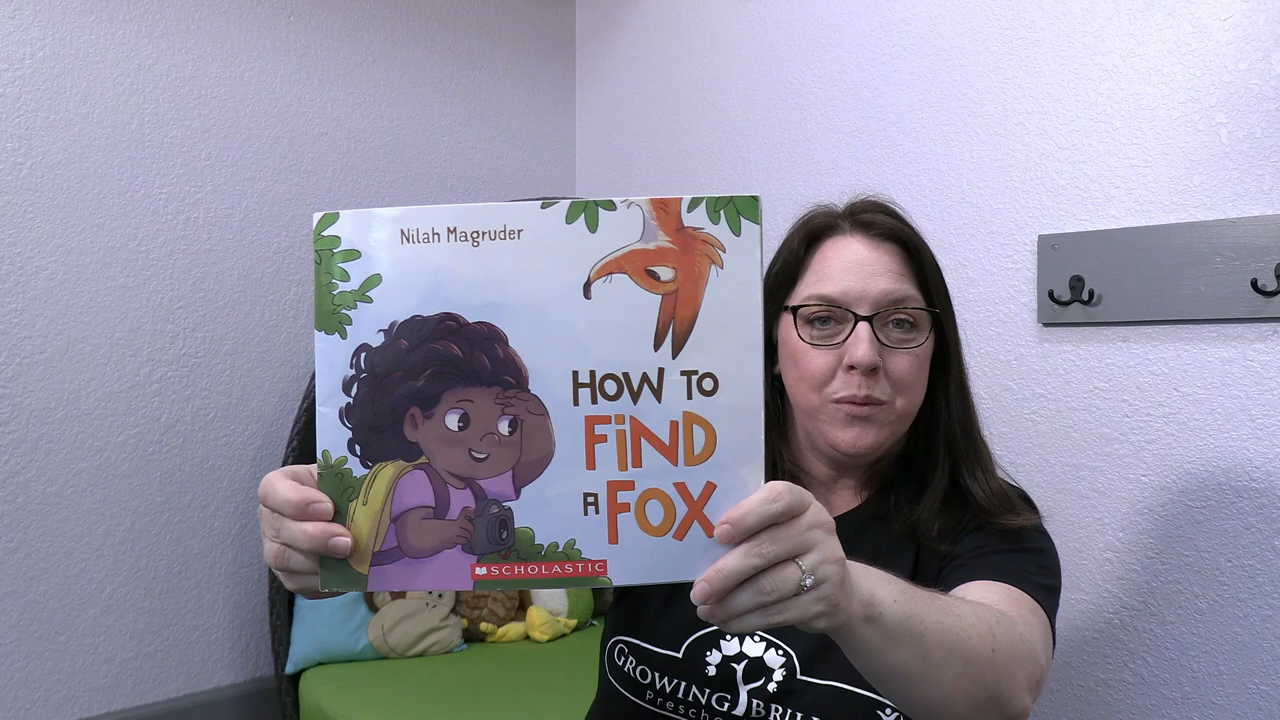 Nilah Magruder
HOW TO
FiND
A FOX
SCHOLASTIC
GROWING